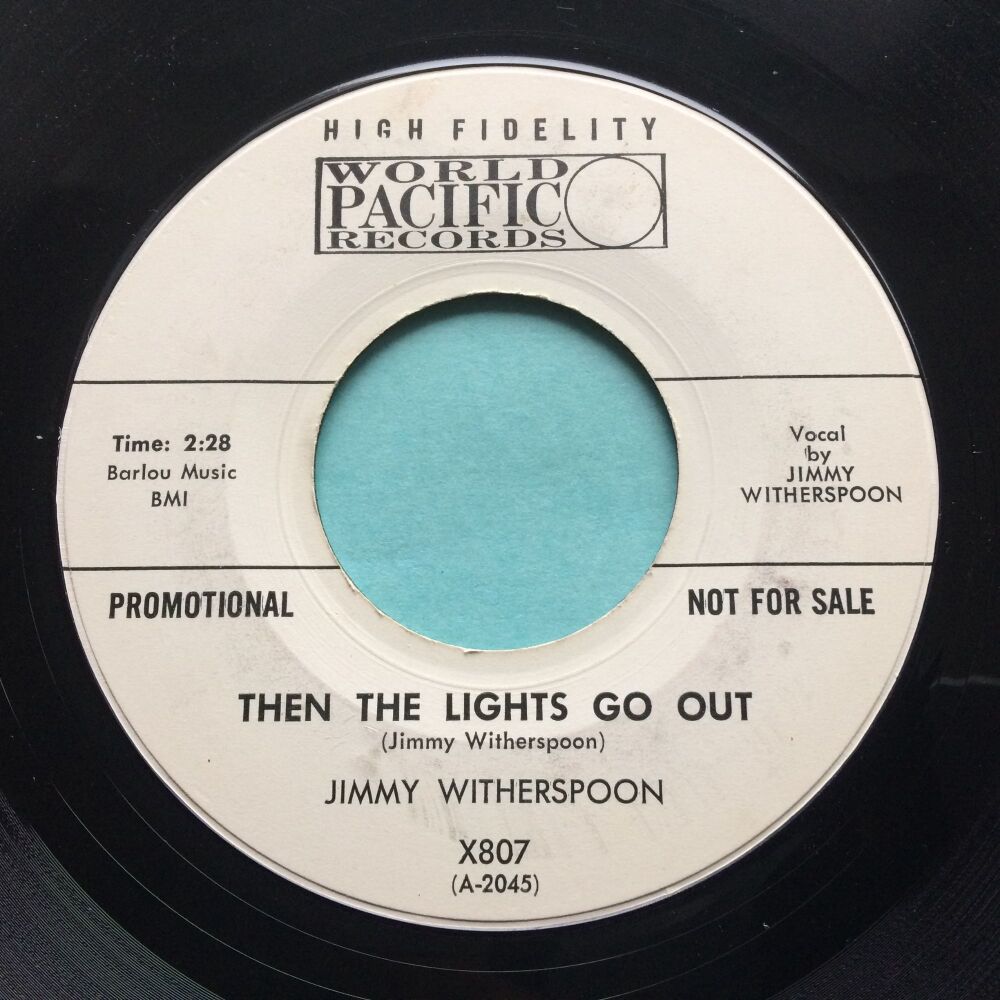 HIGH FIDELITY
WORLD
PACIFIC
RECORDS
Time: 2:28
Barlou Music
BMI
Vocal
by
JIMMY
WITHERSPOON
PROMOTIONAL
NOT FOR SALE
THEN THE LIGHTS GO OUT
(Jimmy Witherspoon)
JIMMY WITHERSPOON
X807
(A-2045)